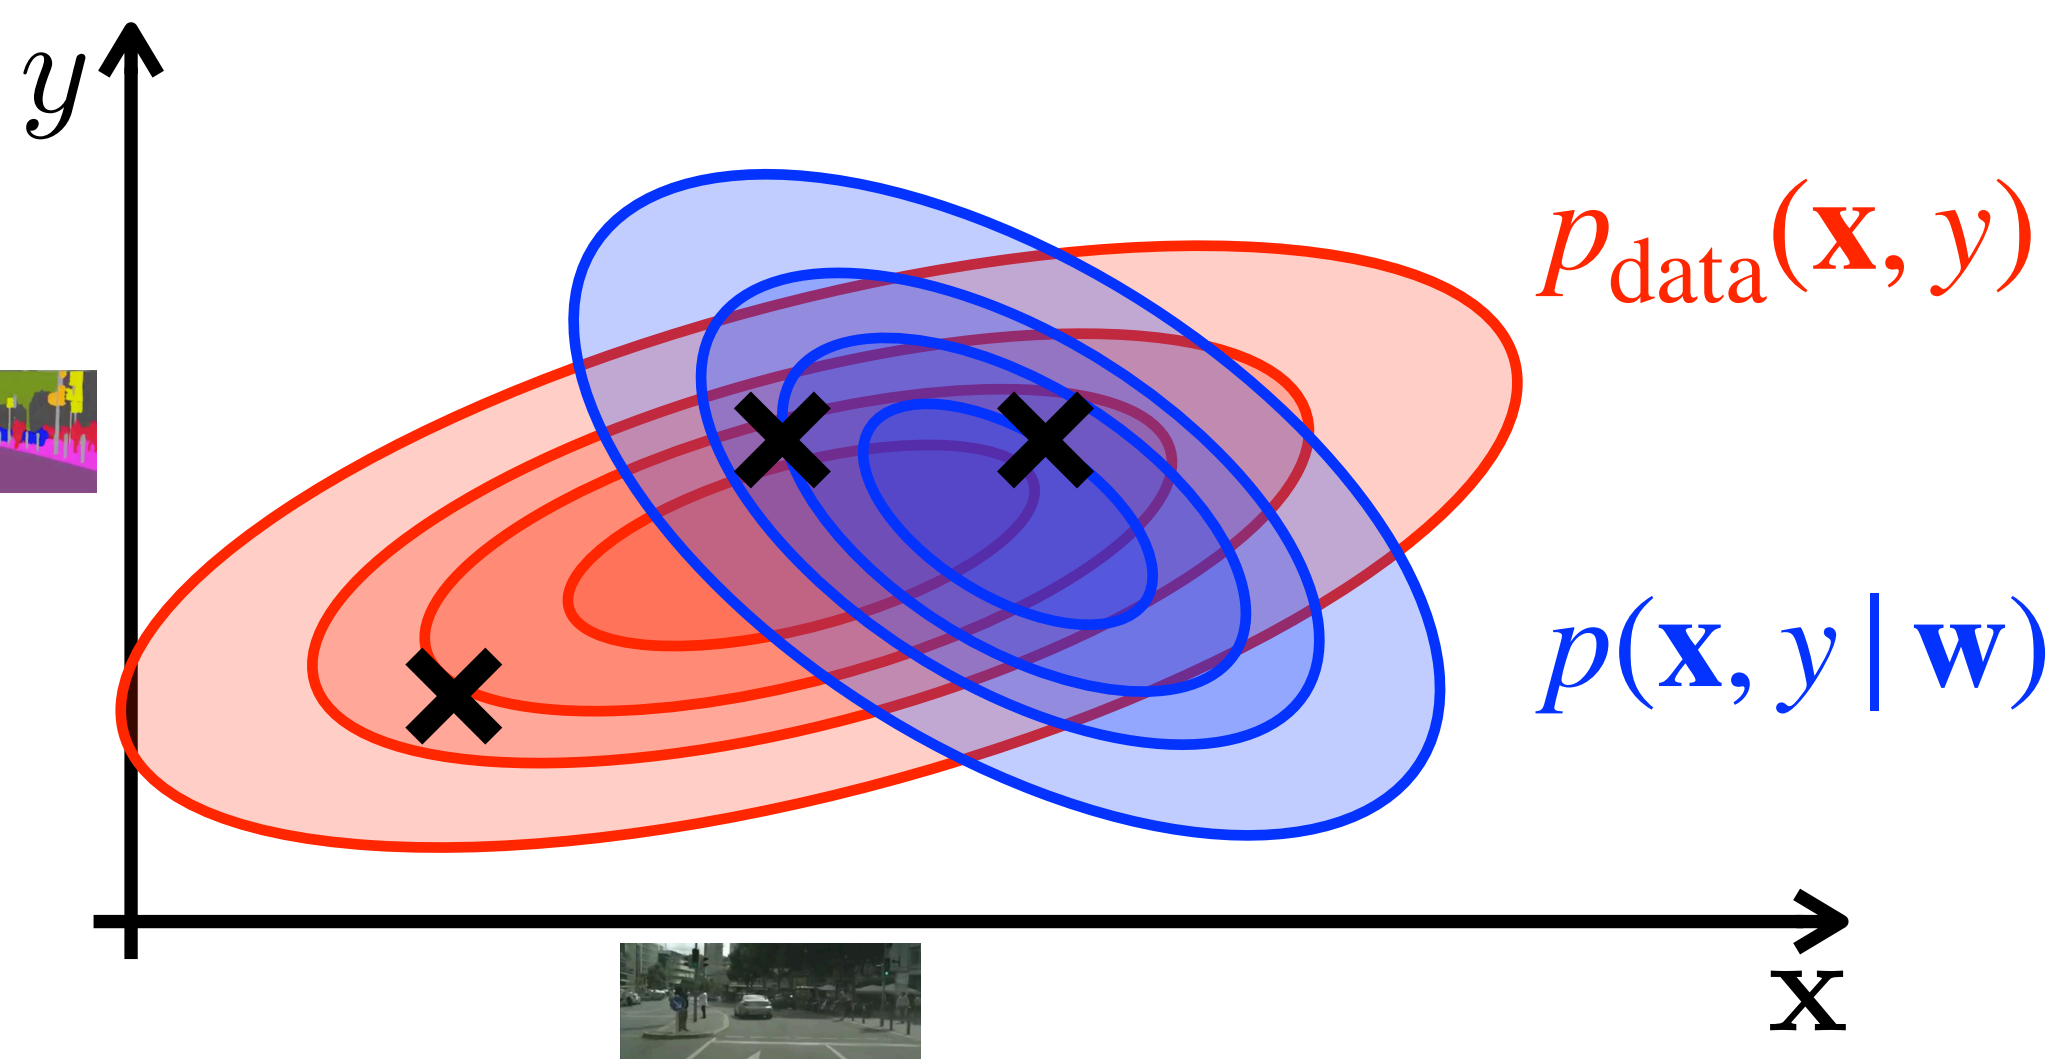 y
p_data(𝐱, y)
p(𝐱, y | 𝐰)
𝐱